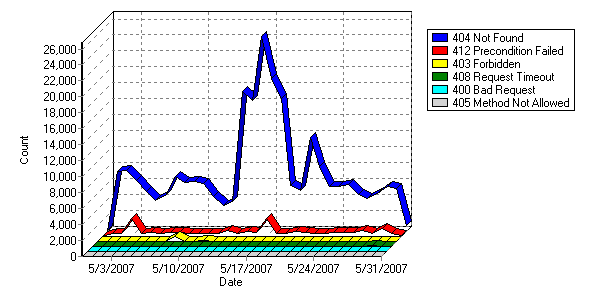 404 Not Found
412 Precondition Failed
403 Forbidden
408 Request Timeout
400 Bad Request
405 Method Not Allowed
Count
26,000
24,000
22,000
20,000
18,000
16,000
14,000
12,000
10,000
8,000
6,000
4,000
2,000
0
5/3/2007 5/10/2007 5/17/2007 5/24/2007 5/31/2007
Date